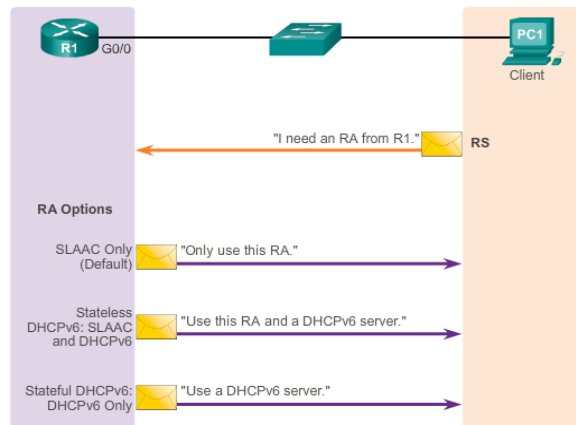 R1
G0/0
PC1
Client
"I need an RA from R1."
RS
RA Options
SLAAC Only
(Default)
"Only use this RA."
Stateless
DHCPv6: SLAAC
and DHCPv6
"Use this RA and a DHCPv6 server."
Stateful DHCPv6:
DHCPv6 Only
"Use a DHCPv6 server."